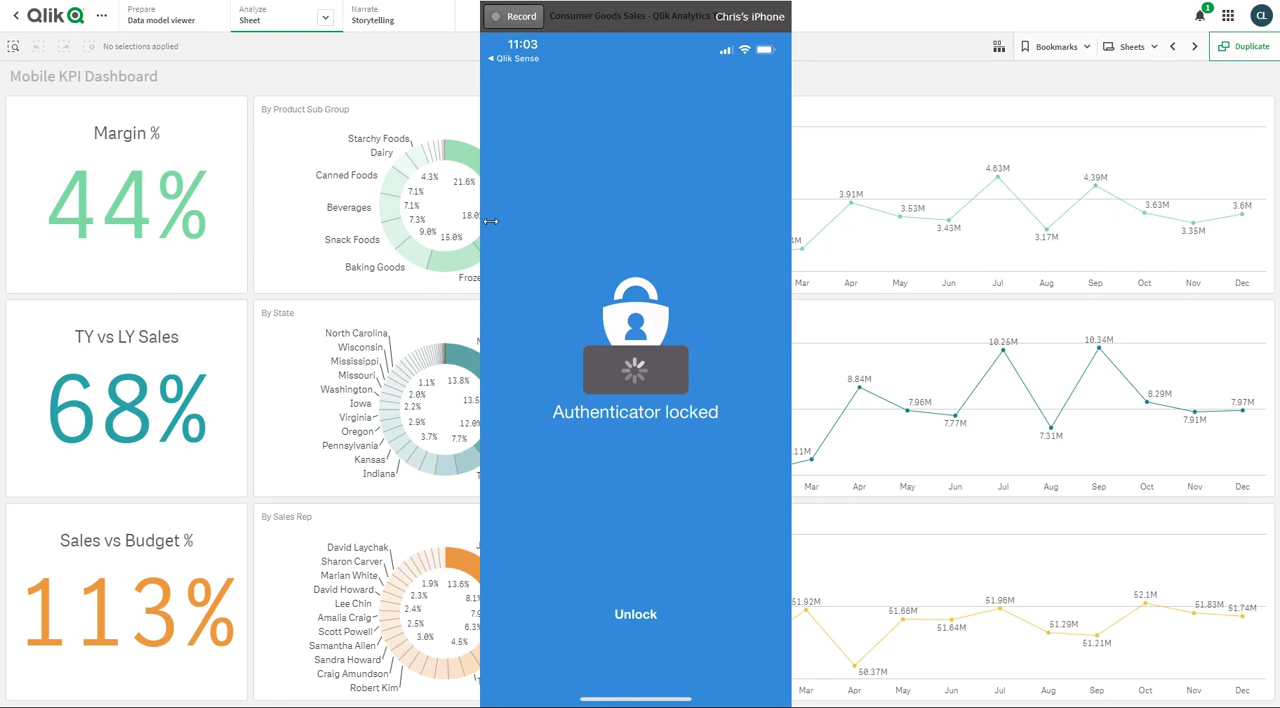 Qlik
Prepare
Data model viewer
Analyze
Sheet
Narrate
Storytelling
Record
Consumer Goods Sales - Qlik Analytics
Chris's iPhone
1
CL
No selections applied
Bookmarks
Sheets
Duplicate
11:03
Qlik Sense
Mobile KPI Dashboard
Margin %
44%
By Product Sub Group
Starchy Foods
Dairy
Canned Foods
Beverages
Snack Foods
Baking Goods
4.3%
7.1%
7.1%
7.3%
9.0%
15.0%
21.6%
3.91M
3.53M
3.43M
4.63M
3.17M
4.39M
3.63M
3.35M
3.6M
Mar
Apr
May
Jun
Jul
Aug
Sep
Oct
Nov
Dec
TY vs LY Sales
68%
By State
North Carolina
Wisconsin
Mississippi
Missouri
Washington
Iowa
Virginia
Oregon
Pennsylvania
Kansas
Indiana
1.1%
2.0%
2.2%
2.9%
3.7%
7.7%
13.8%
Authenticator locked
Unlock
8.84M
7.96M
7.77M
10.25M
7.31M
10.34M
8.29M
7.91M
7.97M
Mar
Apr
May
Jun
Jul
Aug
Sep
Oct
Nov
Dec
Sales vs Budget %
113%
By Sales Rep
David Laychak
Sharon Carver
Marian White
David Howard
Lee Chin
Amalia Craig
Scott Powell
Samantha Allen
Sandra Howard
Craig Amundson
Robert Kim
1.9%
2.3%
2.4%
2.5%
3.0%
4.5%
13.6%
51.92M
50.37M
51.66M
51.64M
51.96M
51.29M
51.21M
52.1M
51.83M
51.74M
Mar
Apr
May
Jun
Jul
Aug
Sep
Oct
Nov
Dec